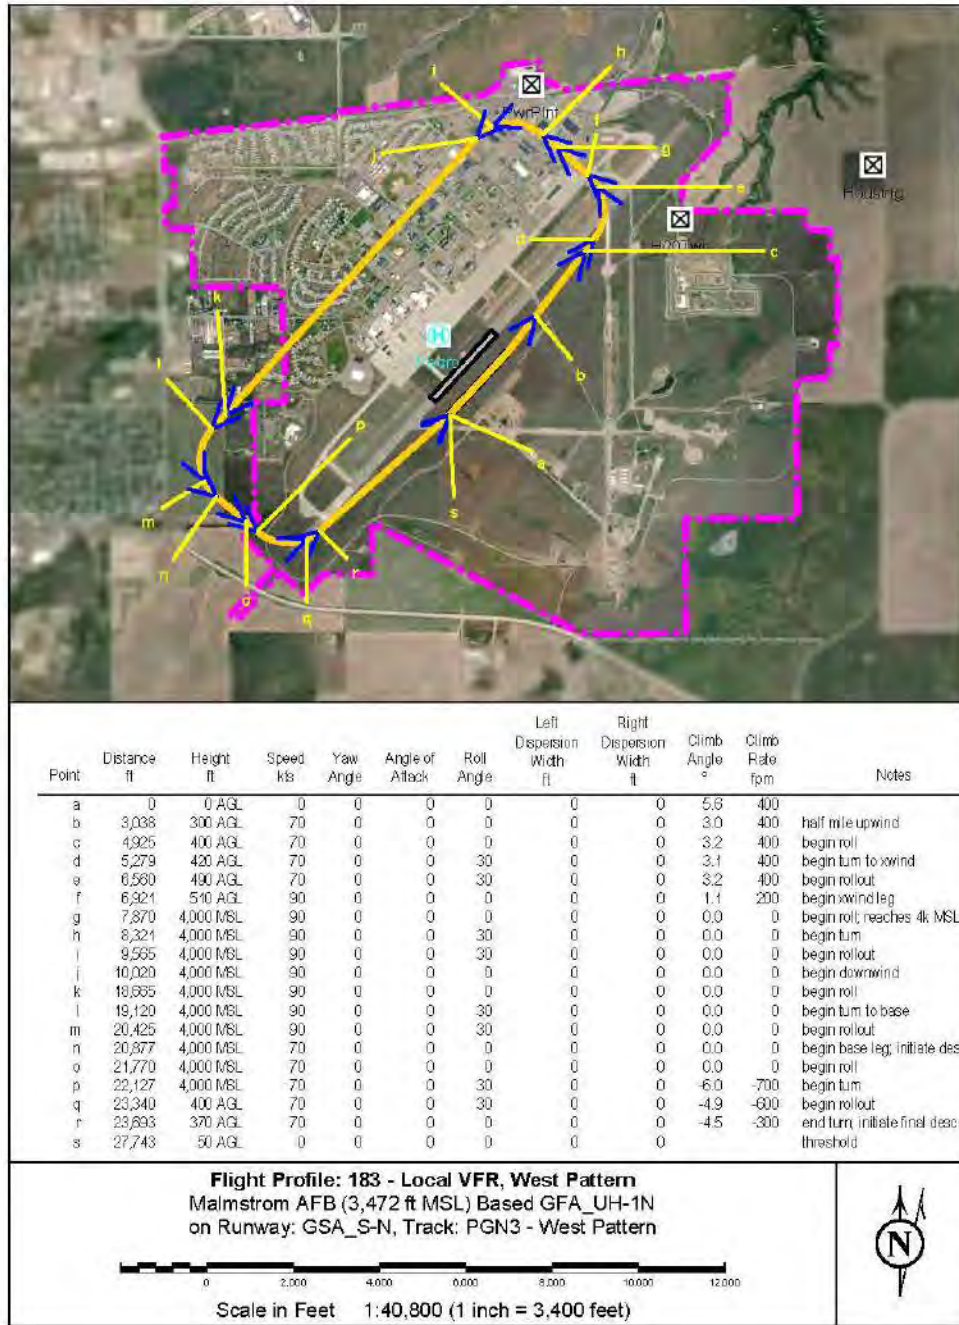 h
i
PwrPlnt
f
j
g
Housing
e
d
c
k
b
l
p
a
m
s
n
r
o
q
Point Distance ft Height ft Speed kts Yaw Angle Angle of Attack Roll Angle Left Dispersion Width ft Right Dispersion Width ft Climb Angle ° Climb Rate fpm Notes
a 0 0 AGL 0 0 0 0 0 0 5.6 400
b 3,038 300 AGL 70 0 0 0 0 0 3.0 400 half mile upwind
c 4,925 400 AGL 70 0 0 0 0 0 3.2 400 begin roll
d 5,279 420 AGL 70 0 0 30 0 0 3.1 400 begin turn to xwind
e 6,560 490 AGL 70 0 0 30 0 0 3.2 400 begin rollout
f 6,921 510 AGL 90 0 0 0 0 0 1.1 200 begin xwind leg
g 7,870 4,000 MSL 90 0 0 0 0 0 0.0 0 begin roll; reaches 4k MSL
h 8,321 4,000 MSL 90 0 0 30 0 0 0.0 0 begin turn
i 9,565 4,000 MSL 90 0 0 30 0 0 0.0 0 begin rollout
j 10,020 4,000 MSL 90 0 0 0 0 0 0.0 0 begin downwind
k 18,665 4,000 MSL 90 0 0 0 0 0 0.0 0 begin roll
l 19,120 4,000 MSL 90 0 0 30 0 0 0.0 0 begin turn to base
m 20,425 4,000 MSL 90 0 0 30 0 0 0.0 0 begin rollout
n 20,877 4,000 MSL 70 0 0 0 0 0 0.0 0 begin base leg; initiate des
o 21,770 4,000 MSL 70 0 0 0 0 0 0.0 0 begin roll
p 22,127 4,000 MSL 70 0 0 30 0 0 -6.0 -700 begin turn
q 23,340 400 AGL 70 0 0 30 0 0 -4.9 -600 begin rollout
r 23,693 370 AGL 70 0 0 0 0 0 -4.5 -300 end turn; initiate final desc
s 27,743 50 AGL 0 0 0 0 0 0 threshold
Flight Profile: 183 - Local VFR, West Pattern
Malmstrom AFB (3,472 ft MSL) Based GFA_UH-1N
on Runway: GSA_S-N, Track: PGN3 - West Pattern
0 2,000 4,000 6,000 8,000 10,000 12,000
Scale in Feet 1:40,800 (1 inch = 3,400 feet)
N